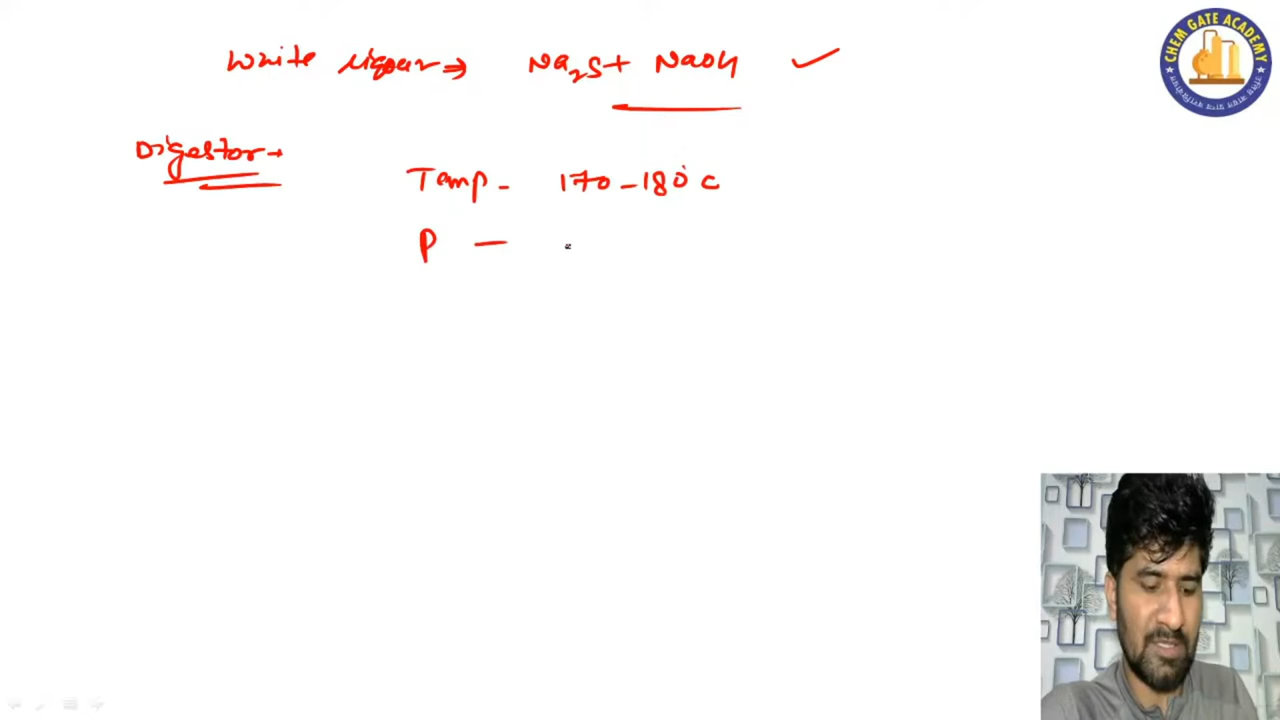 White liquor ⇒ Na₂S + NaOH ✓
Digestor →
Temp - 170-180°C
P —
CHEM GATE ACADEMY